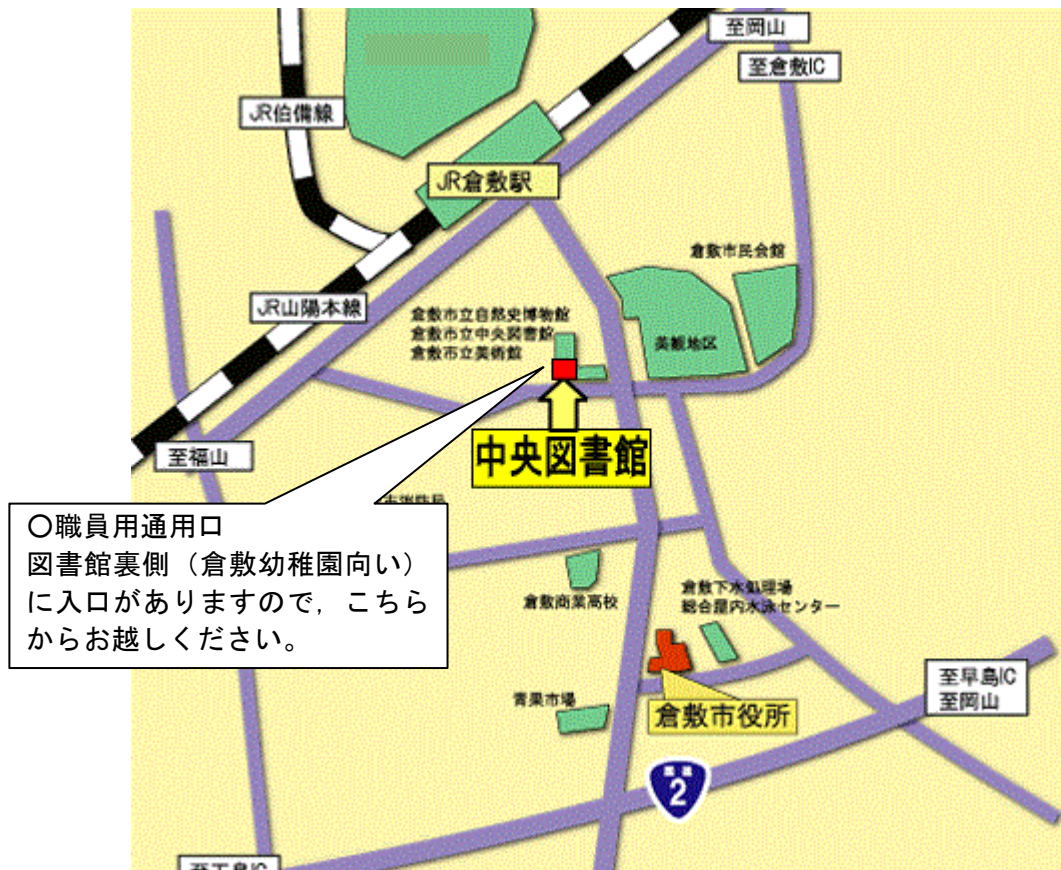 至岡山
至倉敷IC
JR伯備線
JR倉敷駅
倉敷市民会館
JR山陽本線
倉敷市立自然史博物館
倉敷市立中央図書館
倉敷市立美術館
美観地区
中央図書館
至福山
〇職員用通用口
図書館裏側（倉敷幼稚園向い）
に入口がありますので，こちら
からお越しください。
倉敷商業高校
倉敷下水処理場
総合屋内水泳センター
至早島IC
至岡山
青果市場
倉敷市役所
国道
2